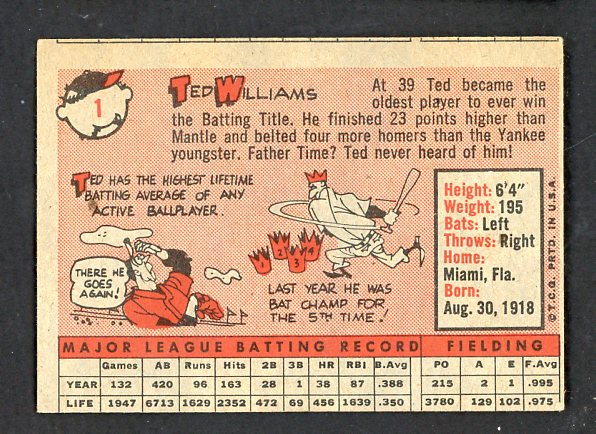 1
TED WILLIAMS
At 39 Ted became the
oldest player to ever win
the Batting Title. He finished 23 points higher than
Mantle and belted four more homers than the Yankee
youngster. Father Time? Ted never heard of him!
TED HAS THE HIGHEST LIFETIME
BATTING AVERAGE OF ANY
ACTIVE BALLPLAYER.
THERE HE
GOES
AGAIN!
1 2 3 4
LAST YEAR HE WAS
BAT CHAMP FOR
THE 5TH TIME!
Height: 6'4"
Weight: 195
Bats: Left
Throws: Right
Home:
Miami, Fla.
Born:
Aug. 30, 1918
© T.C.G. PRTD. IN U.S.A.
MAJOR LEAGUE BATTING RECORD FIELDING
Games AB Runs Hits 2B 3B HR RBI B.Avg PO A E F.Avg
YEAR 132 420 96 163 28 1 38 87 .388 215 2 1 .995
LIFE 1947 6713 1629 2352 472 69 456 1639 .350 3780 129 102 .975